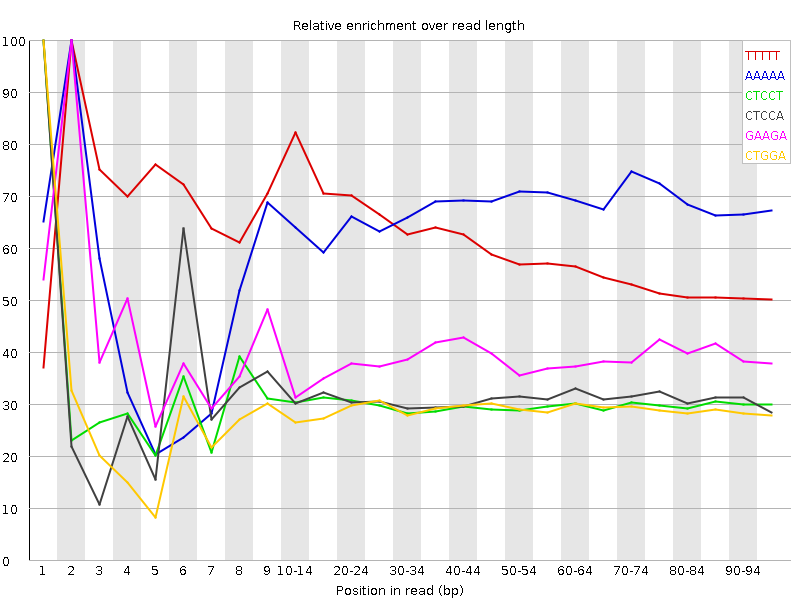 Relative enrichment over read length
100
90
80
70
60
50
40
30
20
10
0
TTTTT
AAAAA
CTCCT
CTCCA
GAAGA
CTGGA
1 2 3 4 5 6 7 8 9 10-14 20-24 30-34 40-44 50-54 60-64 70-74 80-84 90-94
Position in read (bp)